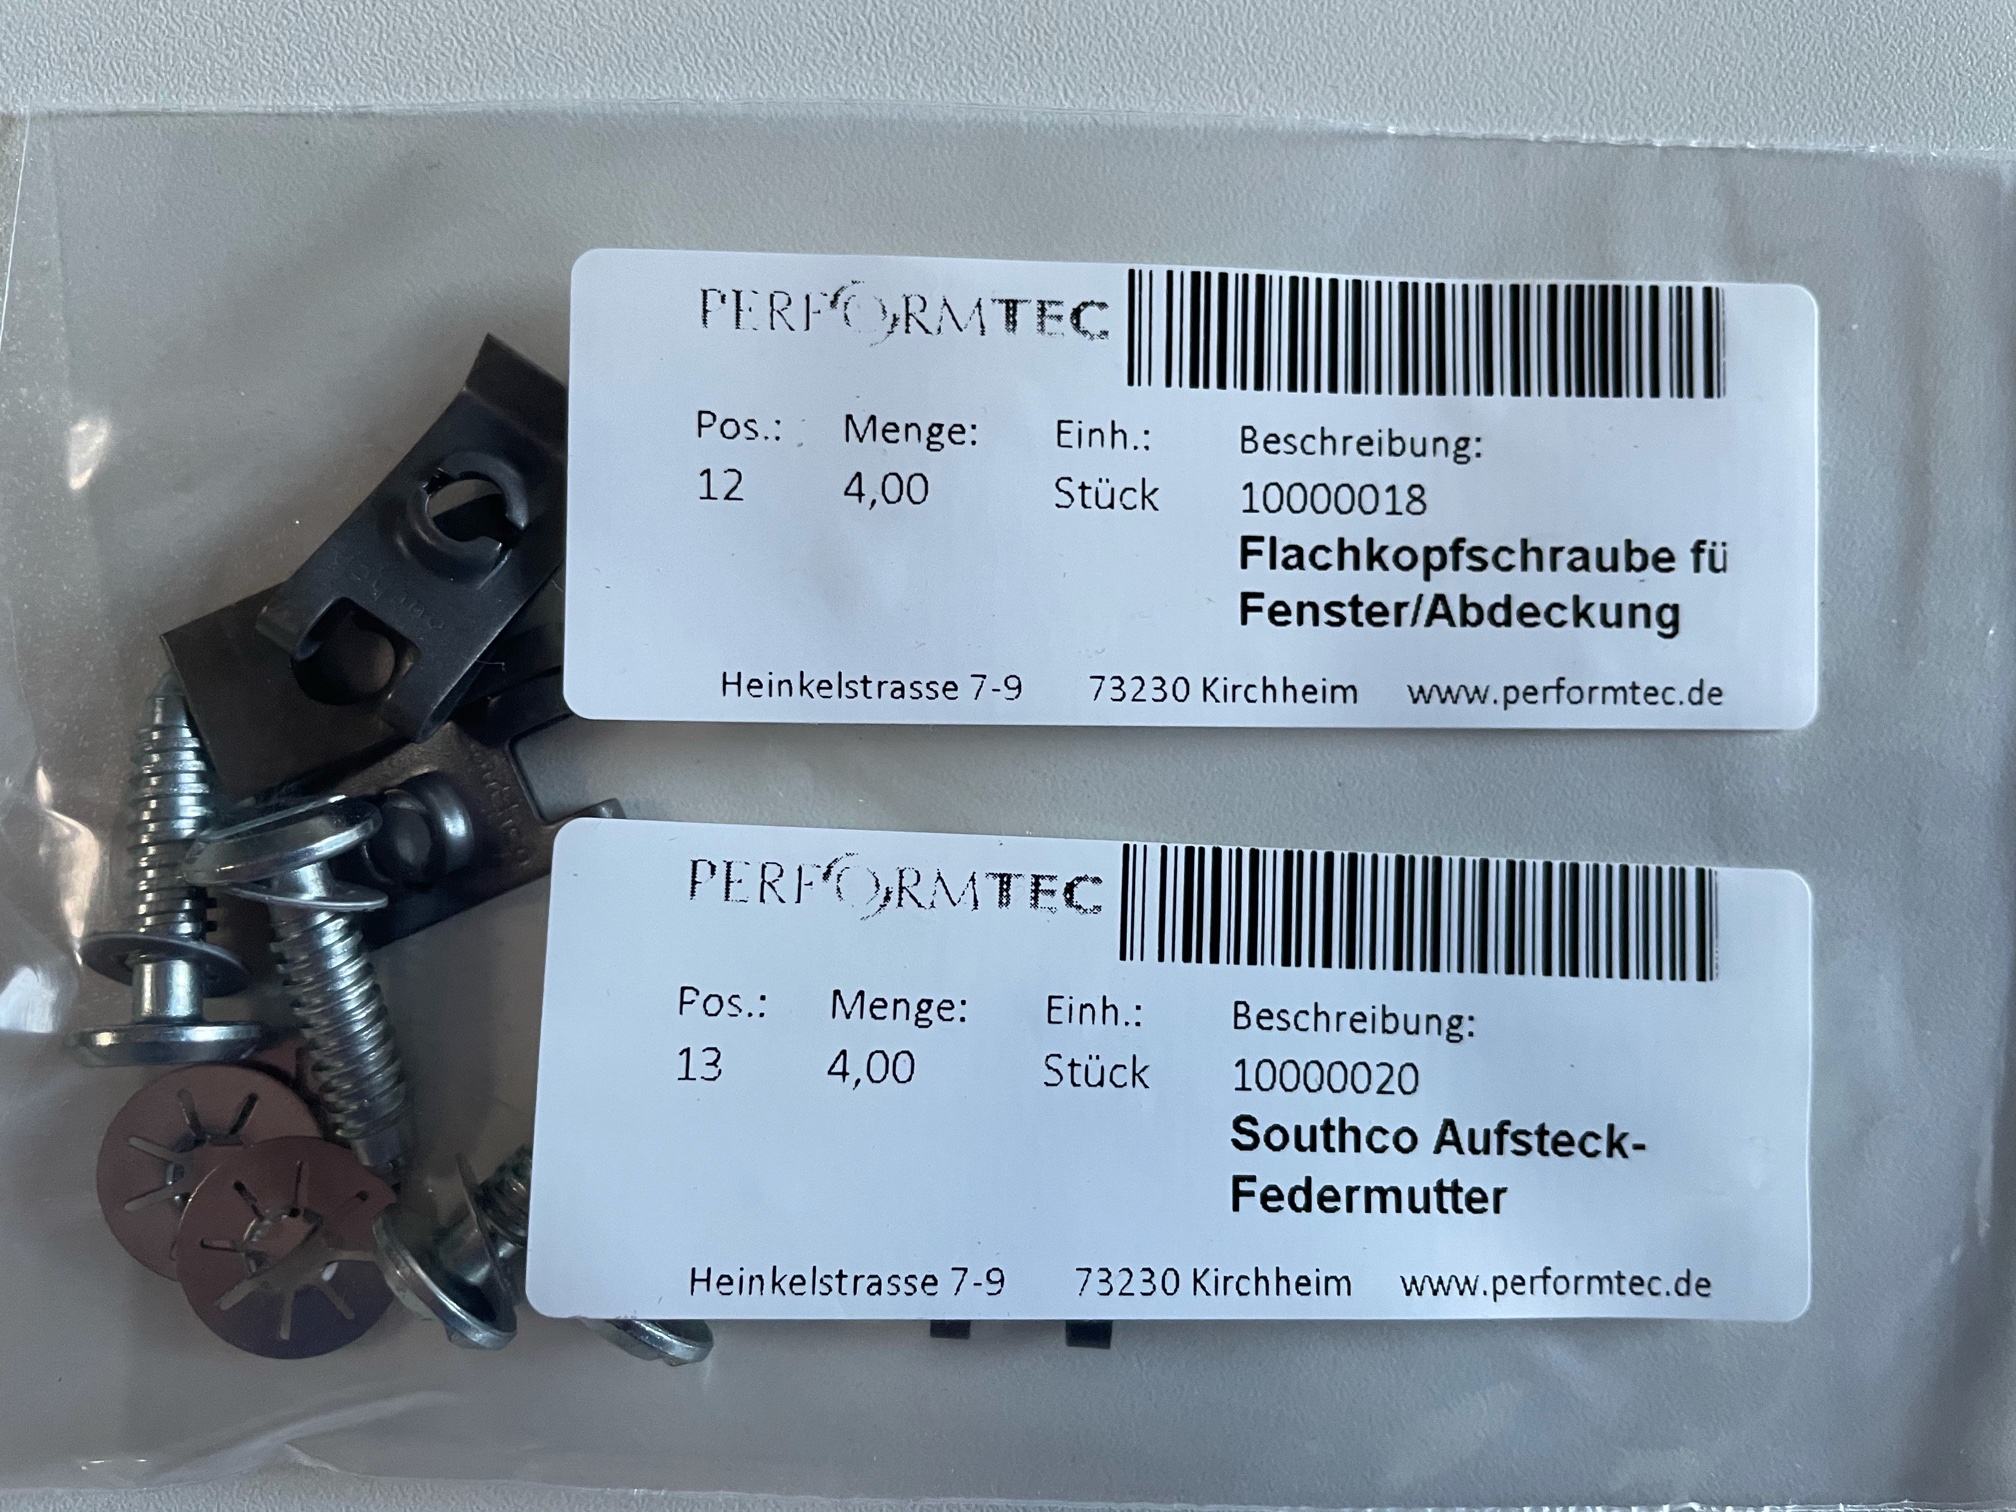 PERFORMTEC
Pos.: Menge: Einh.: Beschreibung:
12 4,00 Stück 10000018
Flachkopfschraube fü
Fenster/Abdeckung
Heinkelstrasse 7-9 73230 Kirchheim www.performtec.de
PERFORMTEC
Pos.: Menge: Einh.: Beschreibung:
13 4,00 Stück 10000020
Southco Aufsteck-
Federmutter
Heinkelstrasse 7-9 73230 Kirchheim www.performtec.de